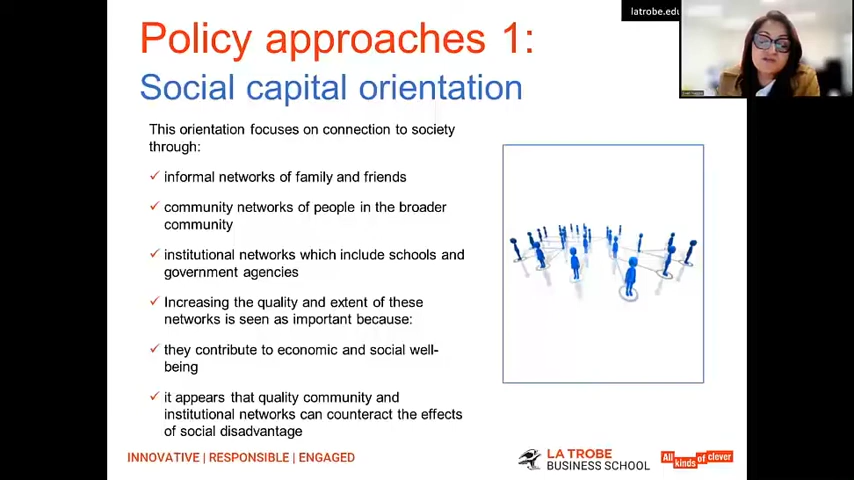 Policy approaches 1:
latrobe.edu
Social capital orientation
This orientation focuses on connection to society
through:
✓ informal networks of family and friends
✓ community networks of people in the broader
community
✓ institutional networks which include schools and
government agencies
✓ Increasing the quality and extent of these
networks is seen as important because:
✓ they contribute to economic and social well-
being
✓ it appears that quality community and
institutional networks can counteract the effects
of social disadvantage
INNOVATIVE | RESPONSIBLE | ENGAGED
LA TROBE
BUSINESS SCHOOL
All
kinds
of
clever